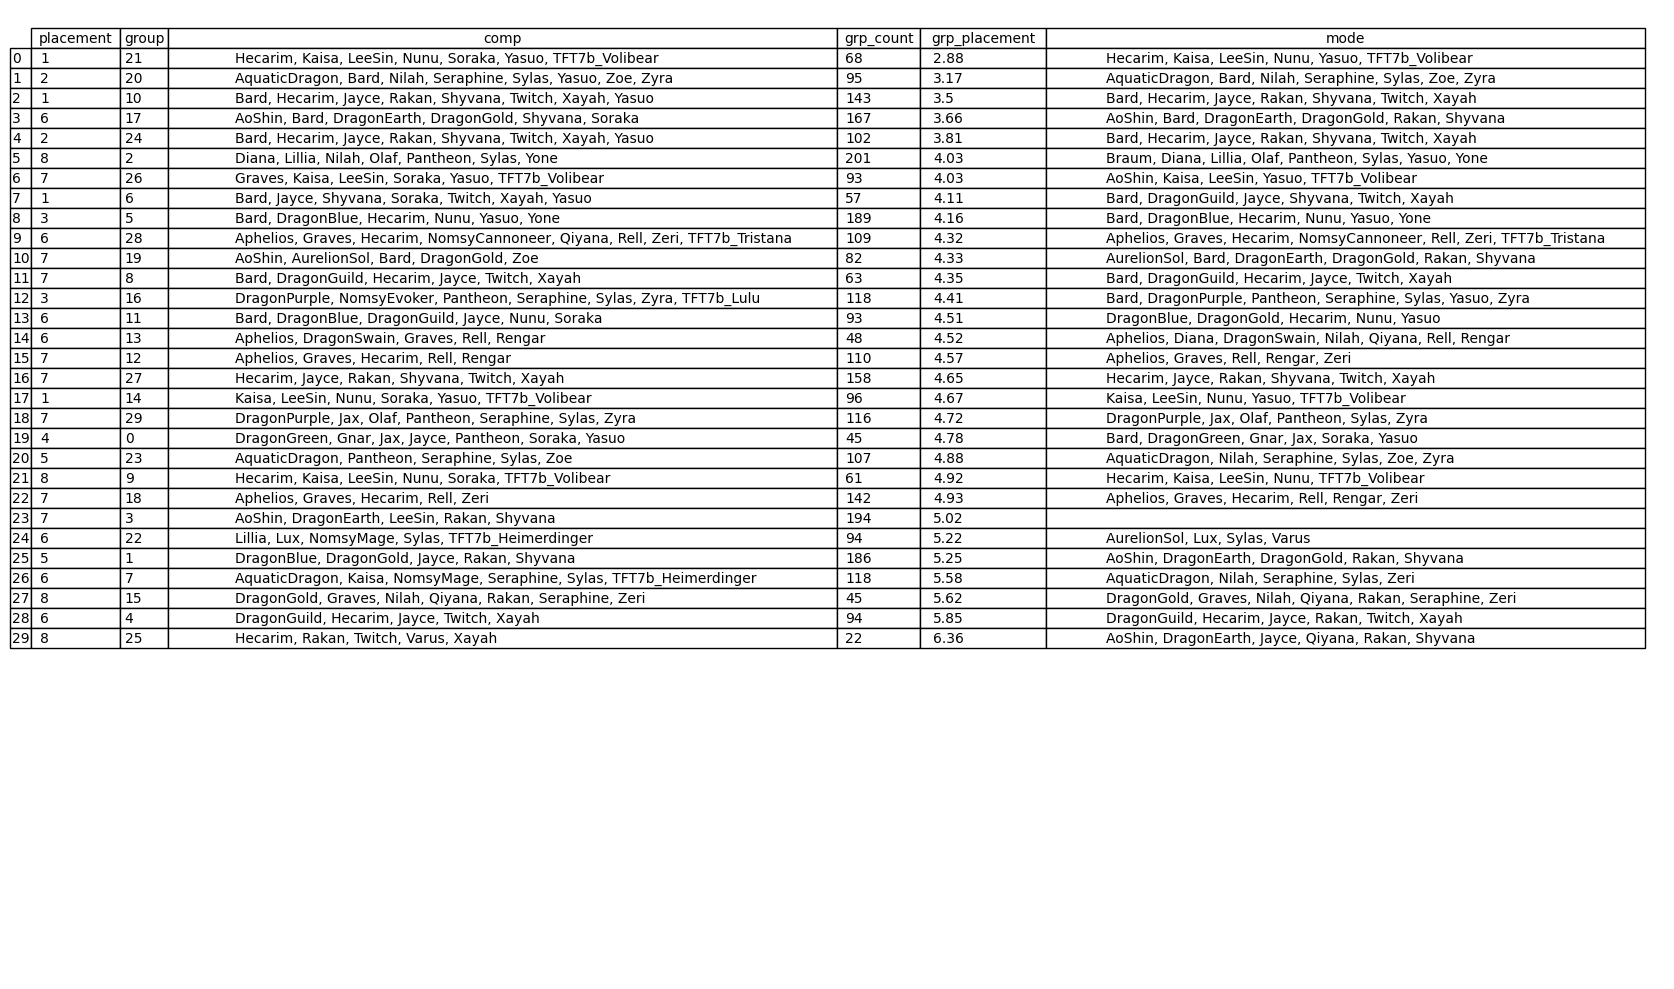 placement group comp grp_count grp_placement mode
0 1 21 Hecarim, Kaisa, LeeSin, Nunu, Soraka, Yasuo, TFT7b_Volibear 68 2.88 Hecarim, Kaisa, LeeSin, Nunu, Yasuo, TFT7b_Volibear
1 2 20 AquaticDragon, Bard, Nilah, Seraphine, Sylas, Yasuo, Zoe, Zyra 95 3.17 AquaticDragon, Bard, Nilah, Seraphine, Sylas, Zoe, Zyra
2 1 10 Bard, Hecarim, Jayce, Rakan, Shyvana, Twitch, Xayah, Yasuo 143 3.5 Bard, Hecarim, Jayce, Rakan, Shyvana, Twitch, Xayah
3 6 17 AoShin, Bard, DragonEarth, DragonGold, Shyvana, Soraka 167 3.66 AoShin, Bard, DragonEarth, DragonGold, Rakan, Shyvana
4 2 24 Bard, Hecarim, Jayce, Rakan, Shyvana, Twitch, Xayah, Yasuo 102 3.81 Bard, Hecarim, Jayce, Rakan, Shyvana, Twitch, Xayah
5 8 2 Diana, Lillia, Nilah, Olaf, Pantheon, Sylas, Yone 201 4.03 Braum, Diana, Lillia, Olaf, Pantheon, Sylas, Yasuo, Yone
6 7 26 Graves, Kaisa, LeeSin, Soraka, Yasuo, TFT7b_Volibear 93 4.03 AoShin, Kaisa, LeeSin, Yasuo, TFT7b_Volibear
7 1 6 Bard, Jayce, Shyvana, Soraka, Twitch, Xayah, Yasuo 57 4.11 Bard, DragonGuild, Jayce, Shyvana, Twitch, Xayah
8 3 5 Bard, DragonBlue, Hecarim, Nunu, Yasuo, Yone 189 4.16 Bard, DragonBlue, Hecarim, Nunu, Yasuo, Yone
9 6 28 Aphelios, Graves, Hecarim, NomsyCannoneer, Qiyana, Rell, Zeri, TFT7b_Tristana 109 4.32 Aphelios, Graves, Hecarim, NomsyCannoneer, Rell, Zeri, TFT7b_Tristana
10 7 19 AoShin, AurelionSol, Bard, DragonGold, Zoe 82 4.33 AurelionSol, Bard, DragonEarth, DragonGold, Rakan, Shyvana
11 7 8 Bard, DragonGuild, Hecarim, Jayce, Twitch, Xayah 63 4.35 Bard, DragonGuild, Hecarim, Jayce, Twitch, Xayah
12 3 16 DragonPurple, NomsyEvoker, Pantheon, Seraphine, Sylas, Zyra, TFT7b_Lulu 118 4.41 Bard, DragonPurple, Pantheon, Seraphine, Sylas, Yasuo, Zyra
13 6 11 Bard, DragonBlue, DragonGuild, Jayce, Nunu, Soraka 93 4.51 DragonBlue, DragonGold, Hecarim, Nunu, Yasuo
14 6 13 Aphelios, DragonSwain, Graves, Rell, Rengar 48 4.52 Aphelios, Diana, DragonSwain, Nilah, Qiyana, Rell, Rengar
15 7 12 Aphelios, Graves, Hecarim, Rell, Rengar 110 4.57 Aphelios, Graves, Rell, Rengar, Zeri
16 7 27 Hecarim, Jayce, Rakan, Shyvana, Twitch, Xayah 158 4.65 Hecarim, Jayce, Rakan, Shyvana, Twitch, Xayah
17 1 14 Kaisa, LeeSin, Nunu, Soraka, Yasuo, TFT7b_Volibear 96 4.67 Kaisa, LeeSin, Nunu, Yasuo, TFT7b_Volibear
18 7 29 DragonPurple, Jax, Olaf, Pantheon, Seraphine, Sylas, Zyra 116 4.72 DragonPurple, Jax, Olaf, Pantheon, Sylas, Zyra
19 4 0 DragonGreen, Gnar, Jax, Jayce, Pantheon, Soraka, Yasuo 45 4.78 Bard, DragonGreen, Gnar, Jax, Soraka, Yasuo
20 5 23 AquaticDragon, Pantheon, Seraphine, Sylas, Zoe 107 4.88 AquaticDragon, Nilah, Seraphine, Sylas, Zoe, Zyra
21 8 9 Hecarim, Kaisa, LeeSin, Nunu, Soraka, TFT7b_Volibear 61 4.92 Hecarim, Kaisa, LeeSin, Nunu, TFT7b_Volibear
22 7 18 Aphelios, Graves, Hecarim, Rell, Zeri 142 4.93 Aphelios, Graves, Hecarim, Rell, Rengar, Zeri
23 7 3 AoShin, DragonEarth, LeeSin, Rakan, Shyvana 194 5.02
24 6 22 Lillia, Lux, NomsyMage, Sylas, TFT7b_Heimerdinger 94 5.22 AurelionSol, Lux, Sylas, Varus
25 5 1 DragonBlue, DragonGold, Jayce, Rakan, Shyvana 186 5.25 AoShin, DragonEarth, DragonGold, Rakan, Shyvana
26 6 7 AquaticDragon, Kaisa, NomsyMage, Seraphine, Sylas, TFT7b_Heimerdinger 118 5.58 AquaticDragon, Nilah, Seraphine, Sylas, Zeri
27 8 15 DragonGold, Graves, Nilah, Qiyana, Rakan, Seraphine, Zeri 45 5.62 DragonGold, Graves, Nilah, Qiyana, Rakan, Seraphine, Zeri
28 6 4 DragonGuild, Hecarim, Jayce, Twitch, Xayah 94 5.85 DragonGuild, Hecarim, Jayce, Rakan, Twitch, Xayah
29 8 25 Hecarim, Rakan, Twitch, Varus, Xayah 22 6.36 AoShin, DragonEarth, Jayce, Qiyana, Rakan, Shyvana